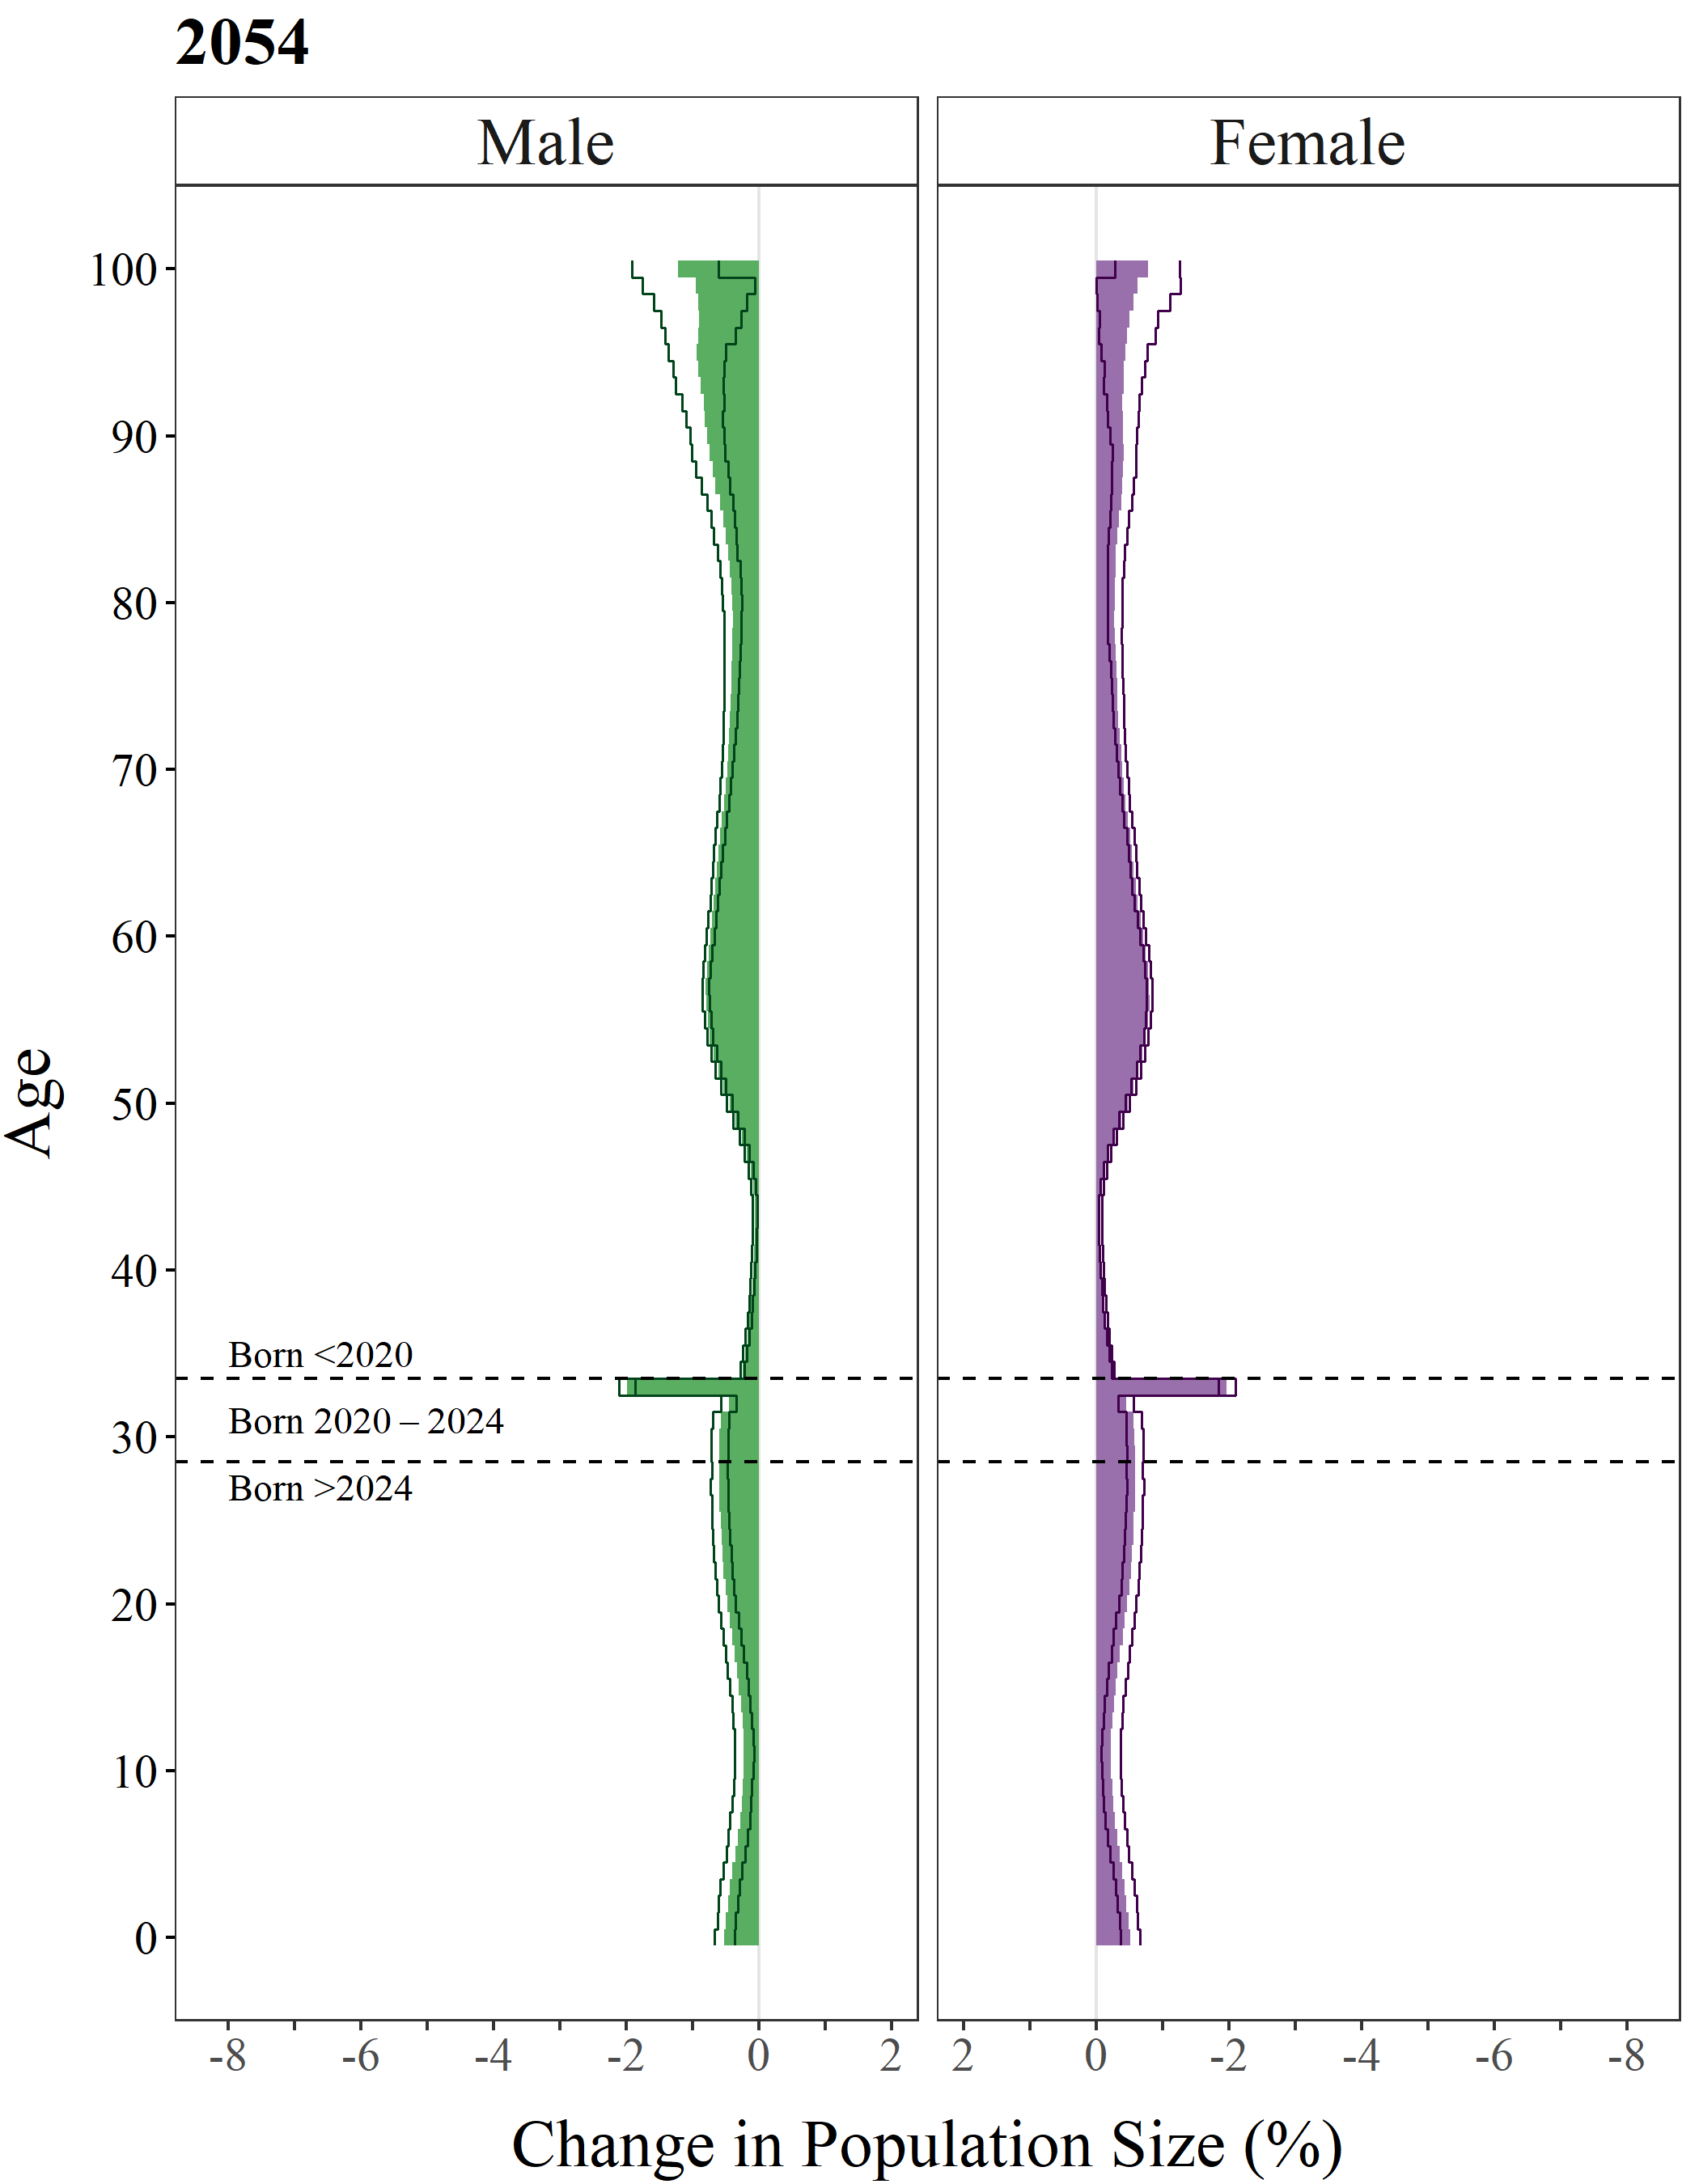 2054
Male
Female
100
90
80
70
60
50
40
30
20
10
0
Age
Born <2020
Born 2020 – 2024
Born >2024
-8 -6 -4 -2 0 2
2 0 -2 -4 -6 -8
Change in Population Size (%)